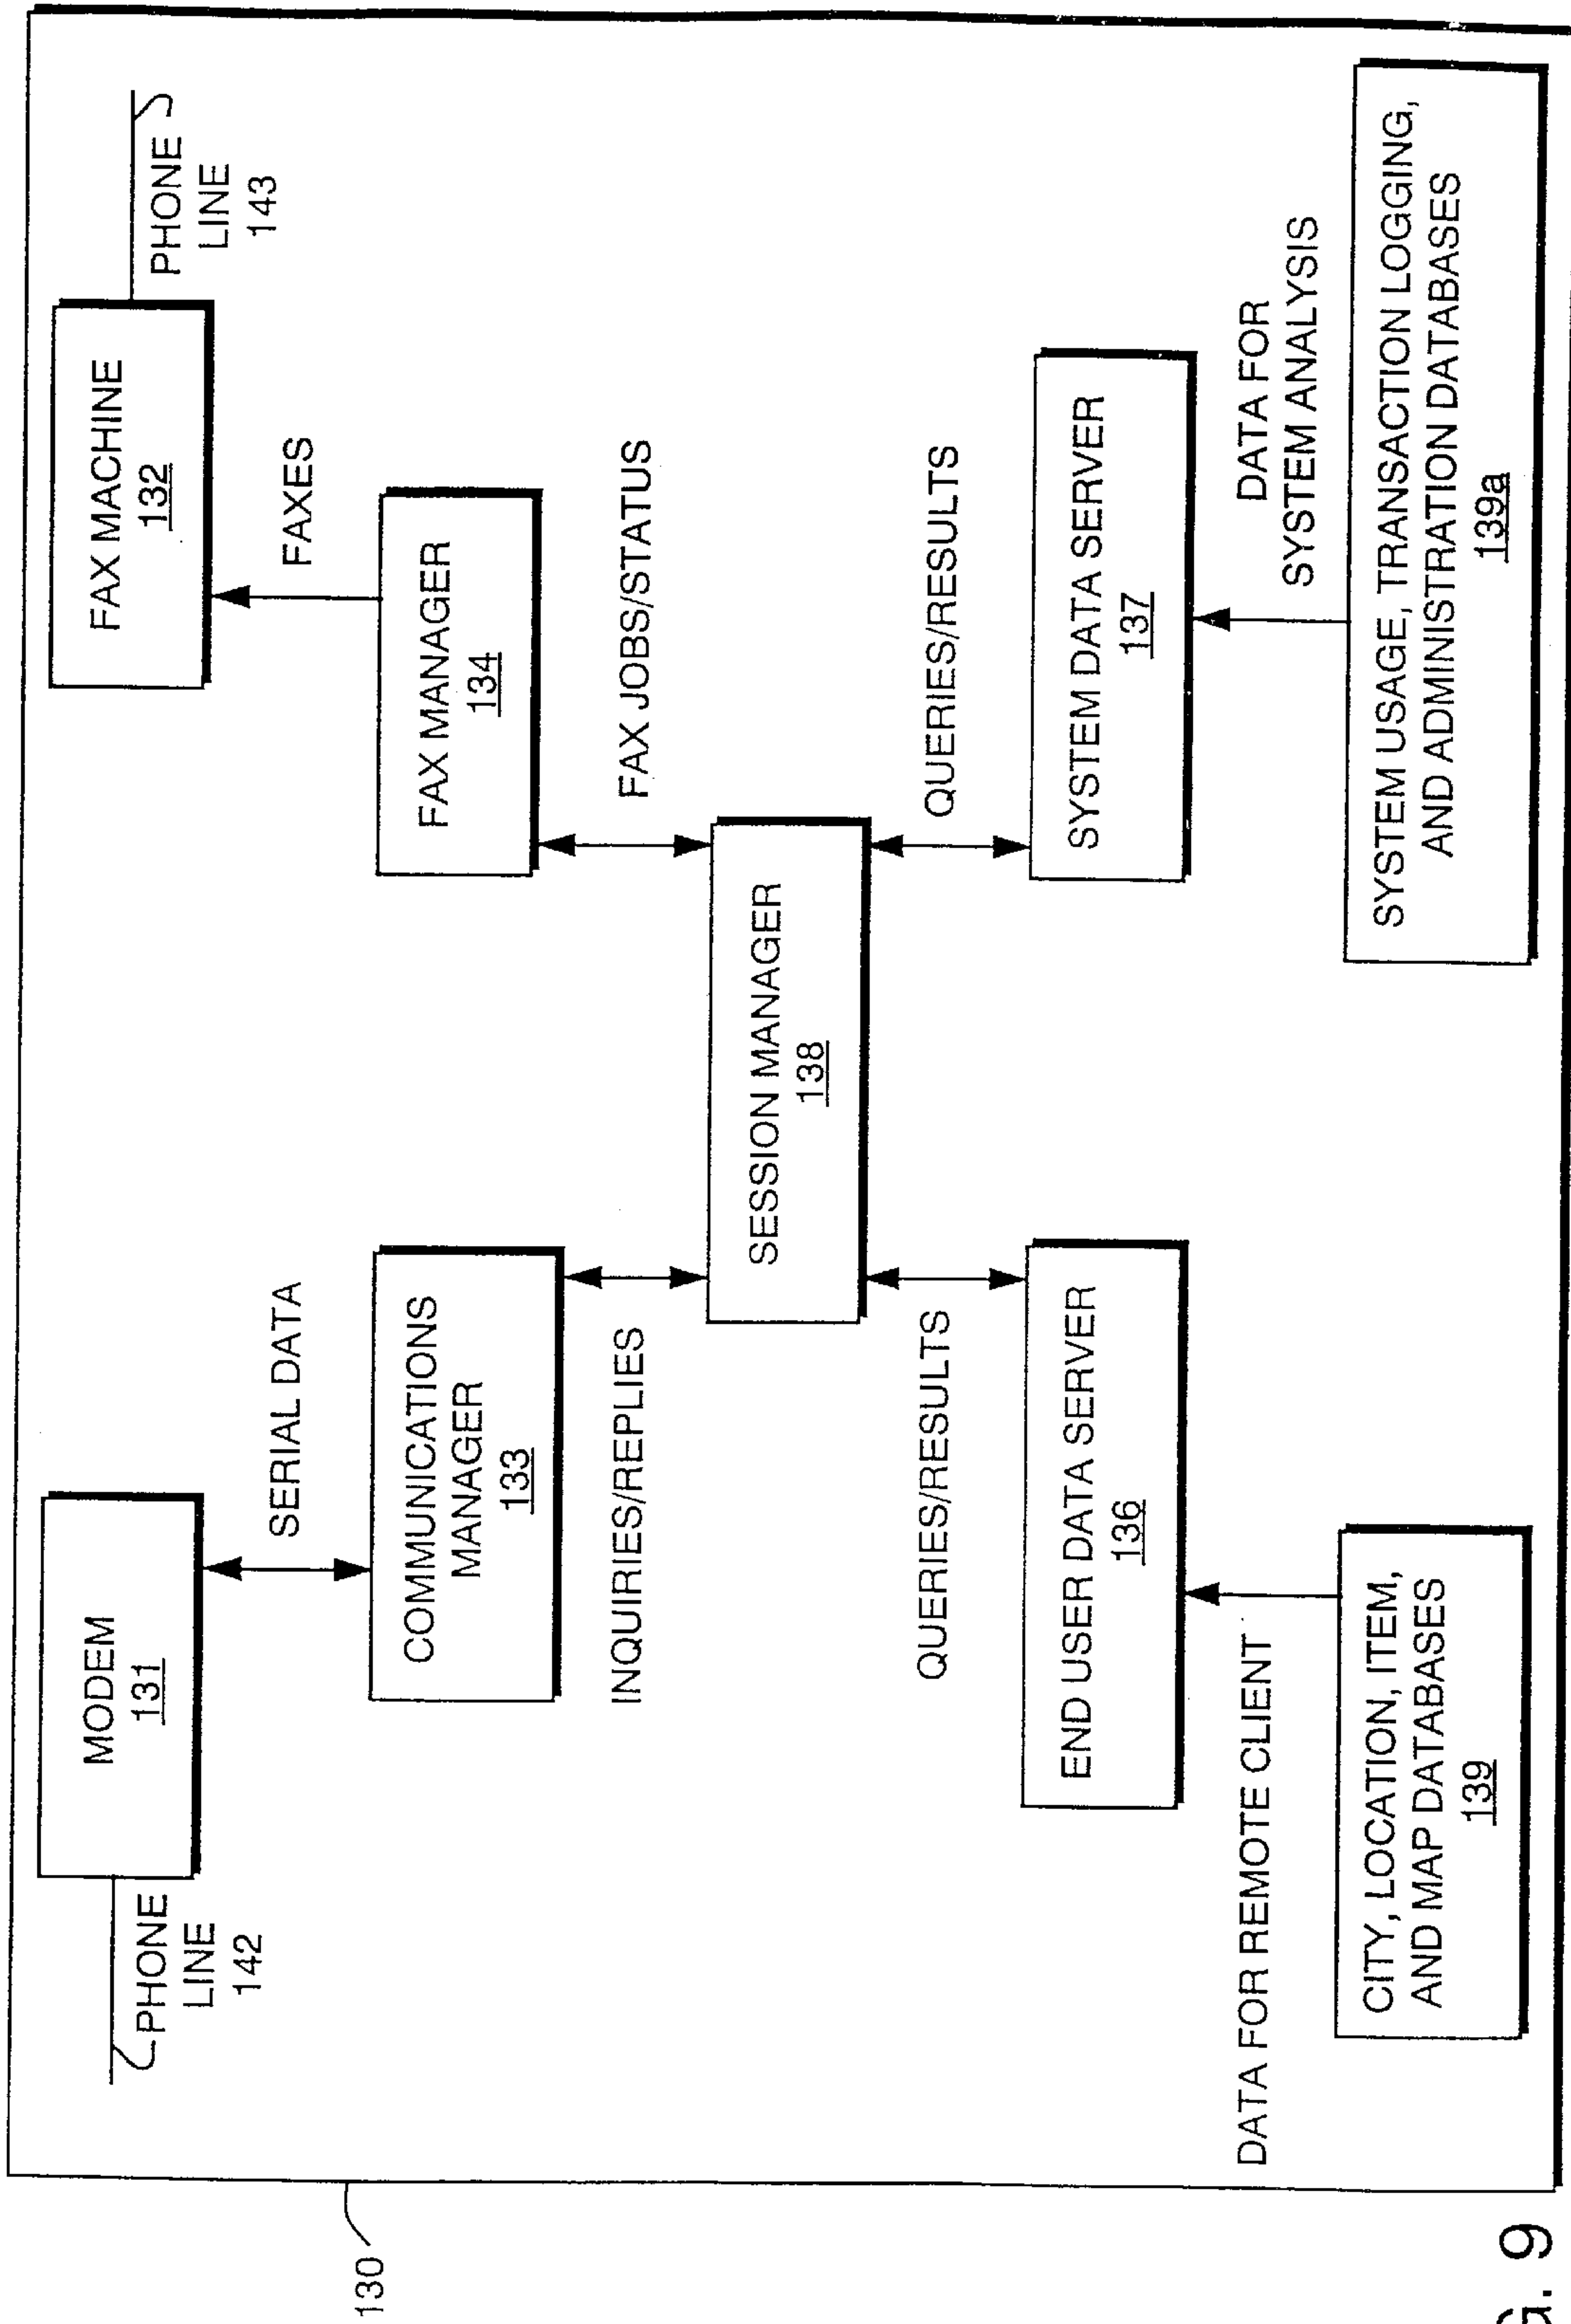 130
PHONE
LINE
142
MODEM
131
SERIAL DATA
COMMUNICATIONS
MANAGER
133
INQUIRIES/REPLIES
FAX MACHINE
132
PHONE
LINE
143
FAXES
FAX MANAGER
134
FAX JOBS/STATUS
SESSION MANAGER
138
QUERIES/RESULTS
QUERIES/RESULTS
END USER DATA SERVER
136
SYSTEM DATA SERVER
137
DATA FOR REMOTE CLIENT
DATA FOR
SYSTEM ANALYSIS
CITY, LOCATION, ITEM,
AND MAP DATABASES
139
SYSTEM USAGE, TRANSACTION LOGGING,
AND ADMINISTRATION DATABASES
139a
G. 9